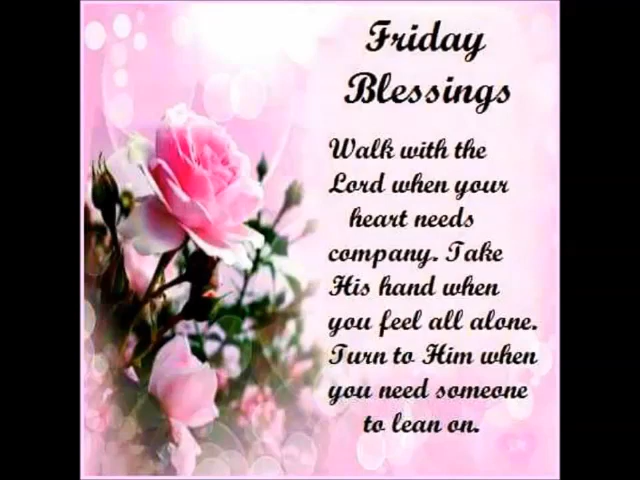 Friday
Blessings
Walk with the
Lord when your
heart needs
company. Take
His hand when
you feel all alone.
Turn to Him when
you need someone
to lean on.